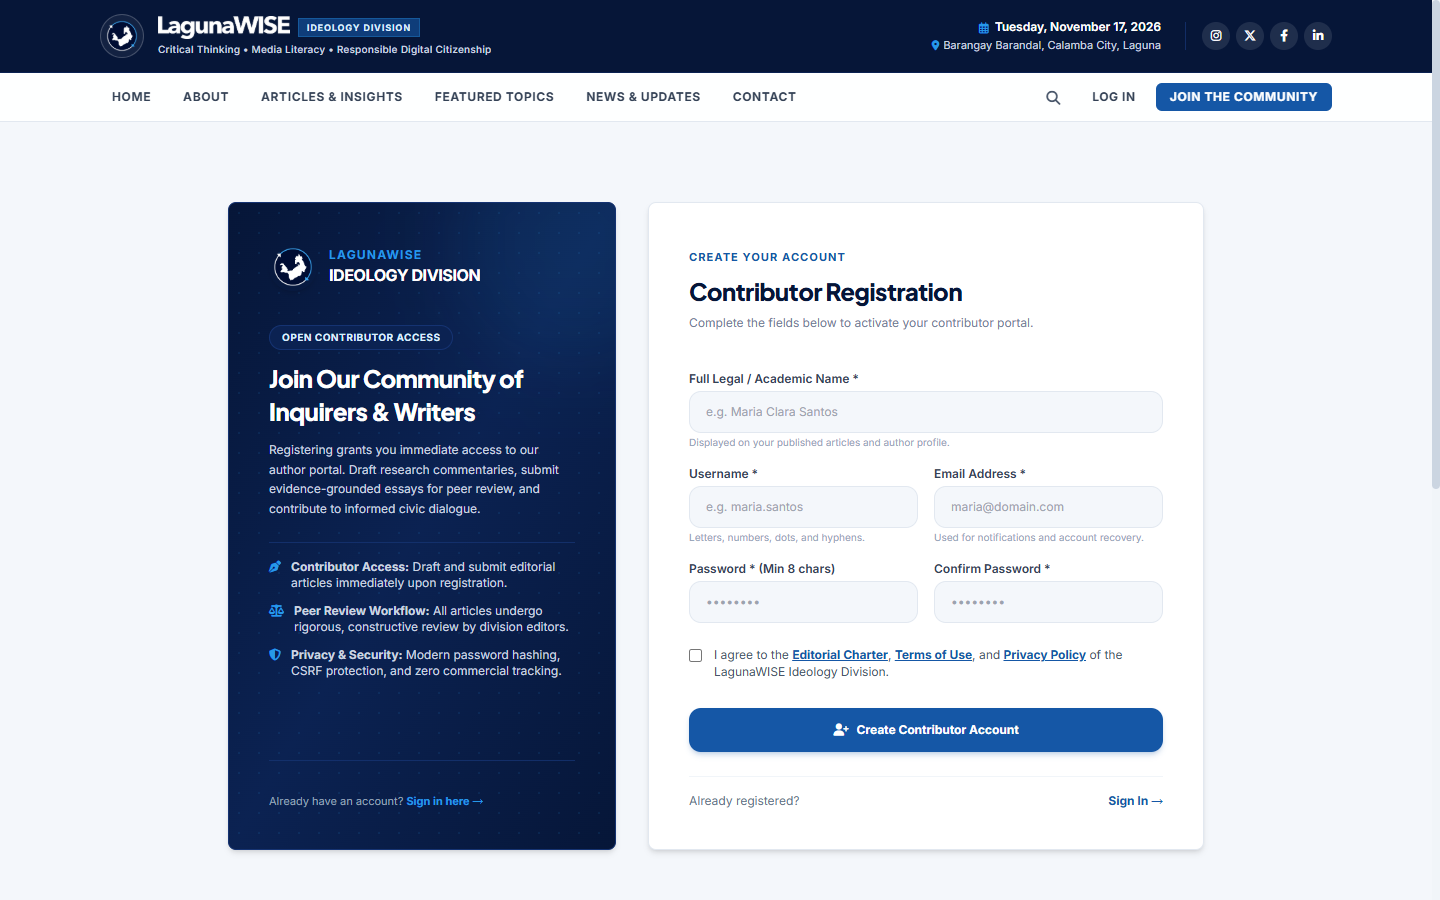 LagunaWISE IDEOLOGY DIVISION
Critical Thinking • Media Literacy • Responsible Digital Citizenship
Tuesday, November 17, 2026
Barangay Barandal, Calamba City, Laguna
HOME ABOUT ARTICLES & INSIGHTS FEATURED TOPICS NEWS & UPDATES CONTACT LOG IN JOIN THE COMMUNITY
LAGUNAWISE
IDEOLOGY DIVISION
OPEN CONTRIBUTOR ACCESS
Join Our Community of
Inquirers & Writers
Registering grants you immediate access to our
author portal. Draft research commentaries, submit
evidence-grounded essays for peer review, and
contribute to informed civic dialogue.
Contributor Access: Draft and submit editorial
articles immediately upon registration.
Peer Review Workflow: All articles undergo
rigorous, constructive review by division editors.
Privacy & Security: Modern password hashing,
CSRF protection, and zero commercial tracking.
Already have an account? Sign in here →
CREATE YOUR ACCOUNT
Contributor Registration
Complete the fields below to activate your contributor portal.
Full Legal / Academic Name *
e.g. Maria Clara Santos
Displayed on your published articles and author profile.
Username * Email Address *
e.g. maria.santos maria@domain.com
Letters, numbers, dots, and hyphens. Used for notifications and account recovery.
Password * (Min 8 chars) Confirm Password *
•••••••• ••••••••
I agree to the Editorial Charter, Terms of Use, and Privacy Policy of the
LagunaWISE Ideology Division.
Create Contributor Account
Already registered? Sign In →